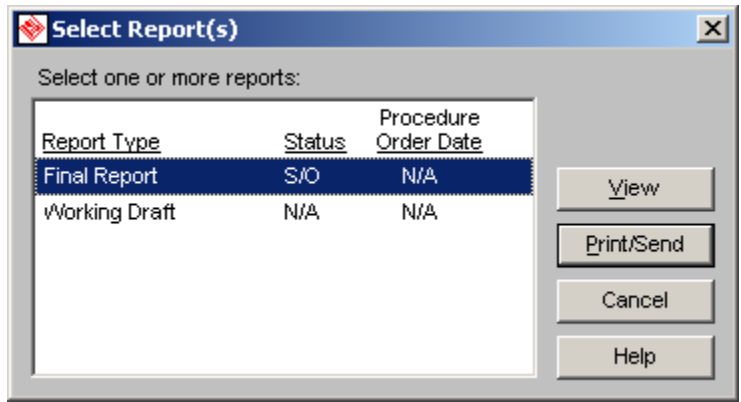 Select Report(s)
Select one or more reports:
Procedure
Report Type Status Order Date
Final Report S/O N/A
Working Draft N/A N/A
View
Print/Send
Cancel
Help